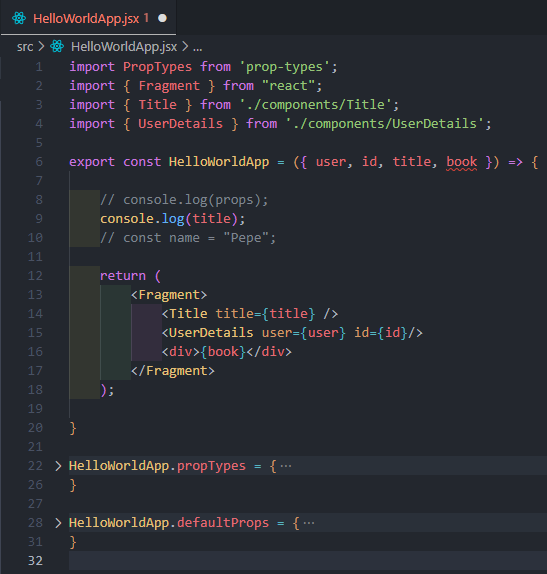 HelloWorldApp.jsx 1
src > HelloWorldApp.jsx > ...
1 import PropTypes from 'prop-types';
2 import { Fragment } from "react";
3 import { Title } from './components/Title';
4 import { UserDetails } from './components/UserDetails';
5
6 export const HelloWorldApp = ({ user, id, title, book }) => {
7
8 // console.log(props);
9 console.log(title);
10 // const name = "Pepe";
11
12 return (
13 <Fragment>
14 <Title title={title} />
15 <UserDetails user={user} id={id}/>
16 <div>{book}</div>
17 </Fragment>
18 );
19
20 }
21
22 HelloWorldApp.propTypes = { ...
26 }
27
28 HelloWorldApp.defaultProps = { ...
31 }
32